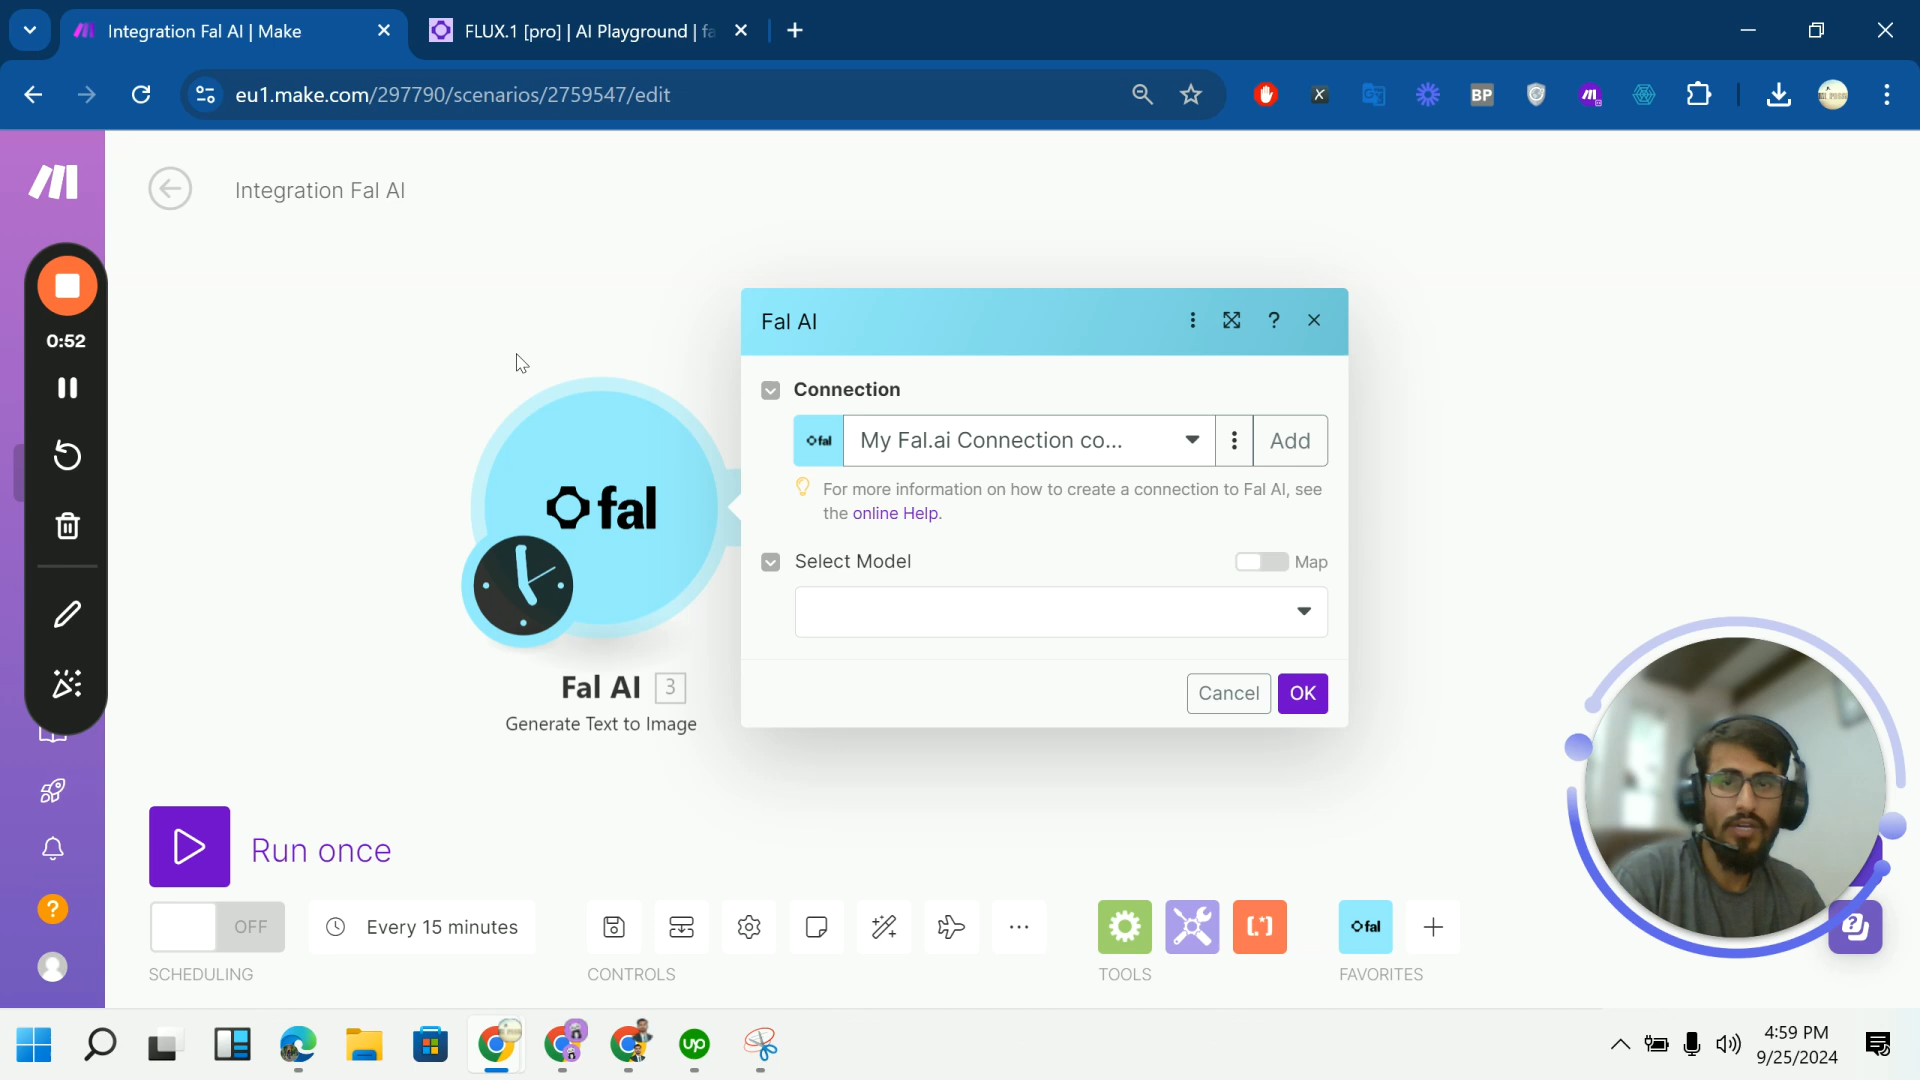 Integration Fal AI | Make
FLUX.1 [pro] | AI Playground | fa
eu1.make.com/297790/scenarios/2759547/edit
X
BP
Integration Fal AI
0:52
Fal AI
?
Connection
fal
My Fal.ai Connection co...
Add
For more information on how to create a connection to Fal AI, see
the online Help.
Select Model
Map
Cancel
OK
fal
Fal AI 3
Generate Text to Image
Run once
OFF
Every 15 minutes
fal
SCHEDULING
CONTROLS
TOOLS
FAVORITES
?
up
4:59 PM
9/25/2024